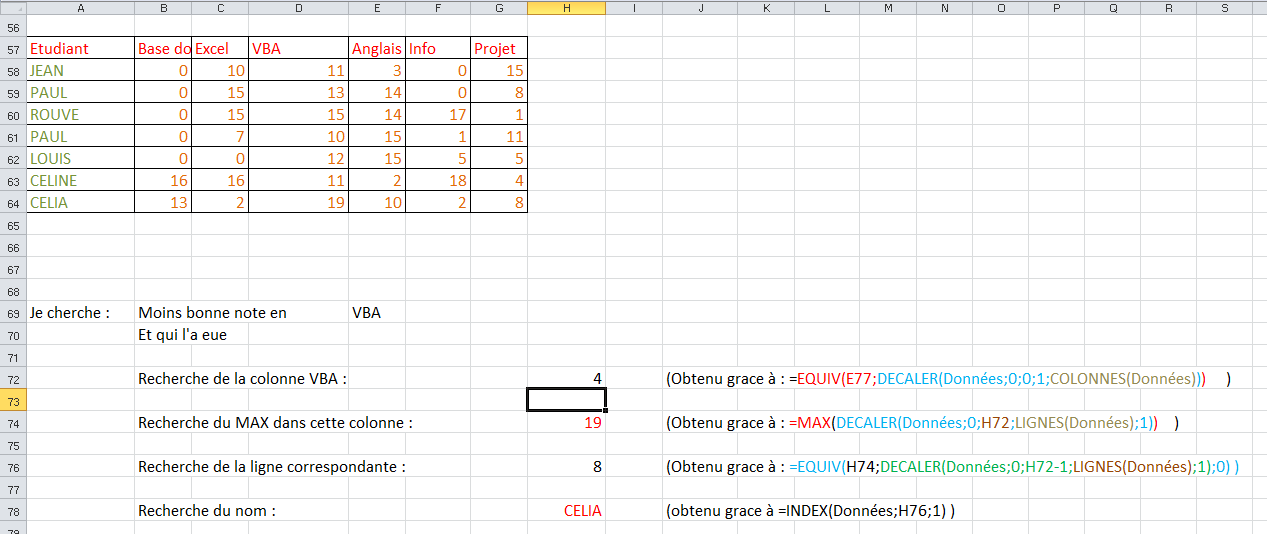 A B C D E F G H I J K L M N O P Q R S
56
57 Etudiant Base do Excel VBA Anglais Info Projet
58 JEAN 0 10 11 3 0 15
59 PAUL 0 15 13 14 0 8
60 ROUVE 0 15 15 14 17 1
61 PAUL 0 7 10 15 1 11
62 LOUIS 0 0 12 15 5 5
63 CELINE 16 16 11 2 18 4
64 CELIA 13 2 19 10 2 8
65
66
67
68
69 Je cherche : Moins bonne note en VBA
70 Et qui l'a eue
71
72 Recherche de la colonne VBA : 4 (Obtenu grace à : =EQUIV(E77;DECALER(Données;0;0;1;COLONNES(Données))) )
73
74 Recherche du MAX dans cette colonne : 19 (Obtenu grace à : =MAX(DECALER(Données;0;H72;LIGNES(Données);1)) )
75
76 Recherche de la ligne correspondante : 8 (Obtenu grace à : =EQUIV(H74;DECALER(Données;0;H72-1;LIGNES(Données);1);0) )
77
78 Recherche du nom : CELIA (obtenu grace à =INDEX(Données;H76;1) )
79